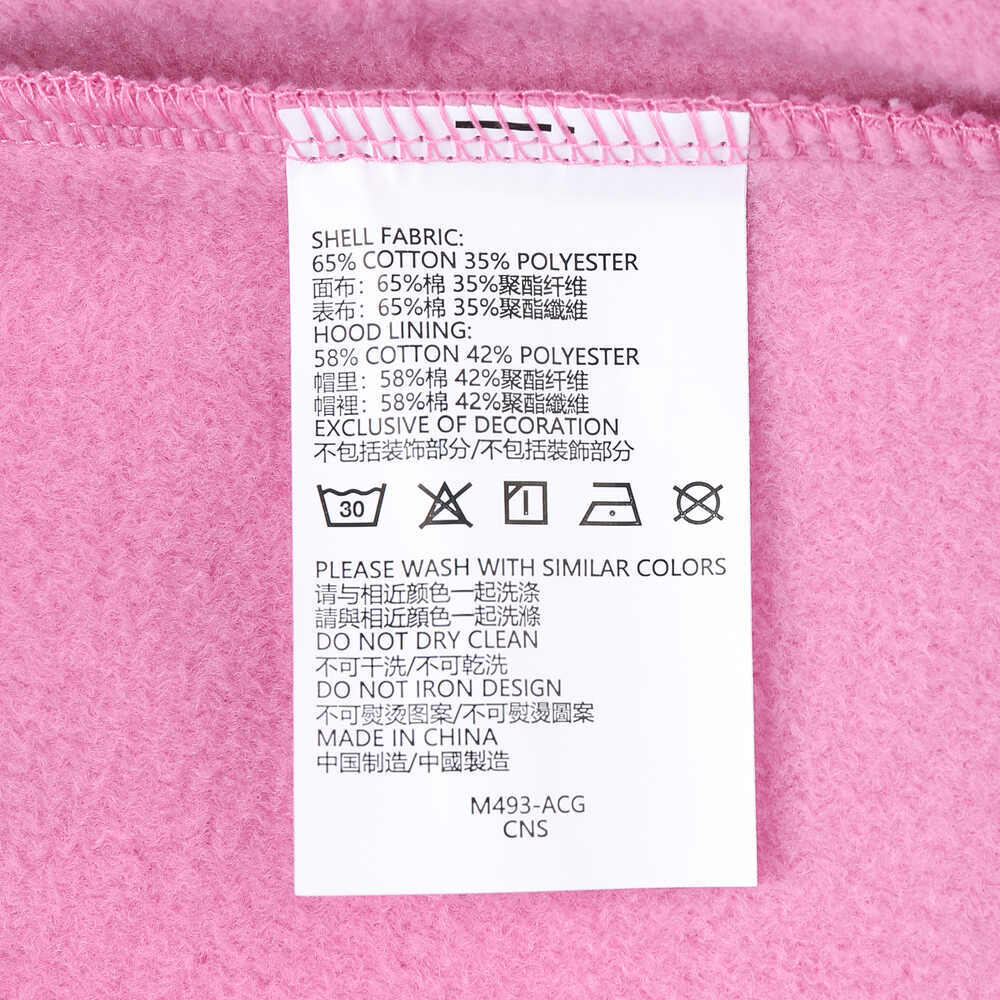 SHELL FABRIC:
65% COTTON 35% POLYESTER
面布：65%棉 35%聚酯纤维
表布：65%棉 35%聚酯纖維
HOOD LINING:
58% COTTON 42% POLYESTER
帽里：58%棉 42%聚酯纤维
帽裡：58%棉 42%聚酯纖維
EXCLUSIVE OF DECORATION
不包括装饰部分/不包括裝飾部分
30
PLEASE WASH WITH SIMILAR COLORS
请与相近颜色一起洗涤
請與相近顏色一起洗滌
DO NOT DRY CLEAN
不可干洗/不可乾洗
DO NOT IRON DESIGN
不可熨烫图案/不可熨燙圖案
MADE IN CHINA
中国制造/中國製造
M493-ACG
CNS